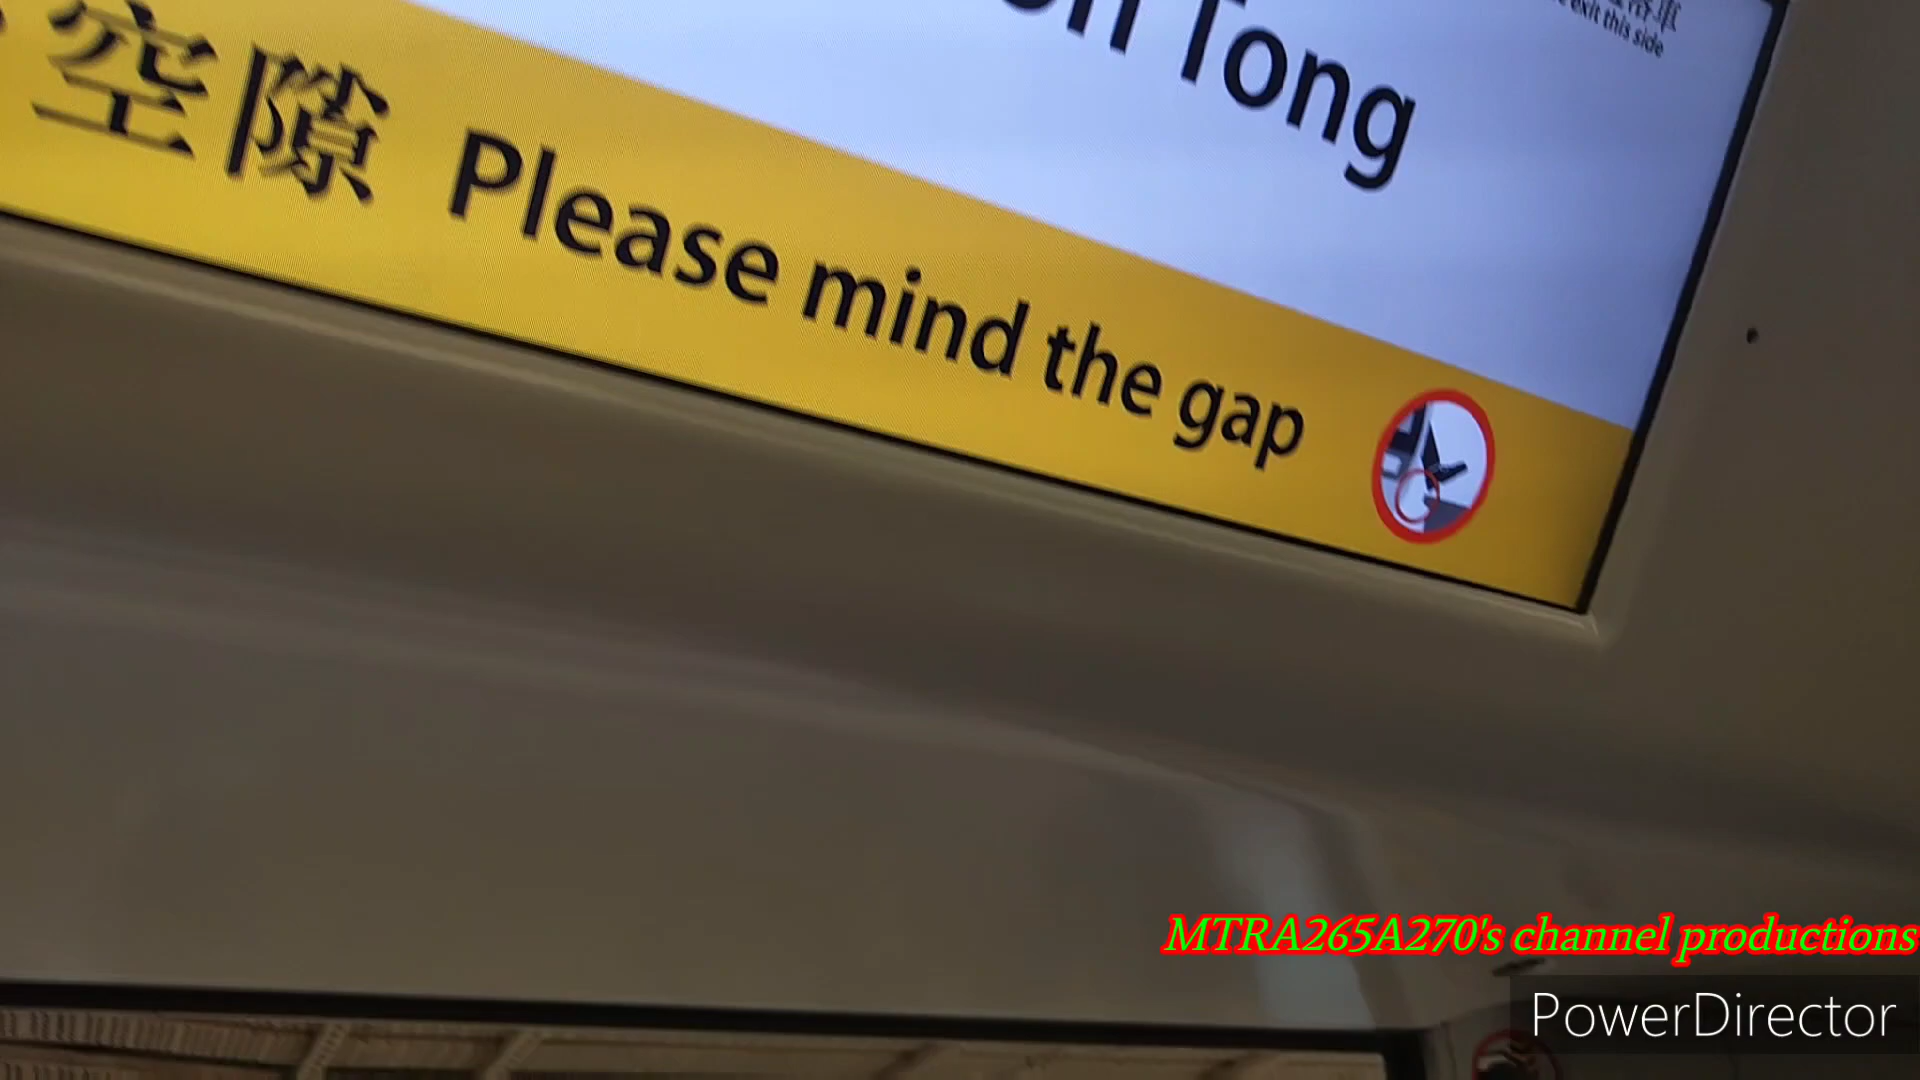 Tong
exit this side
空隙 Please mind the gap
MTRA265A270's channel productions
PowerDirector